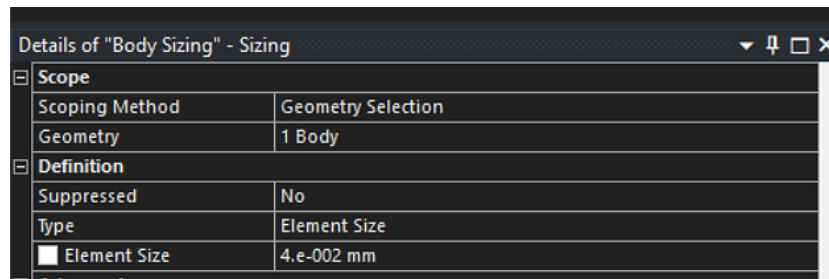 Details of "Body Sizing" - Sizing
Scope
Scoping Method Geometry Selection
Geometry 1 Body
Definition
Suppressed No
Type Element Size
Element Size 4.e-002 mm